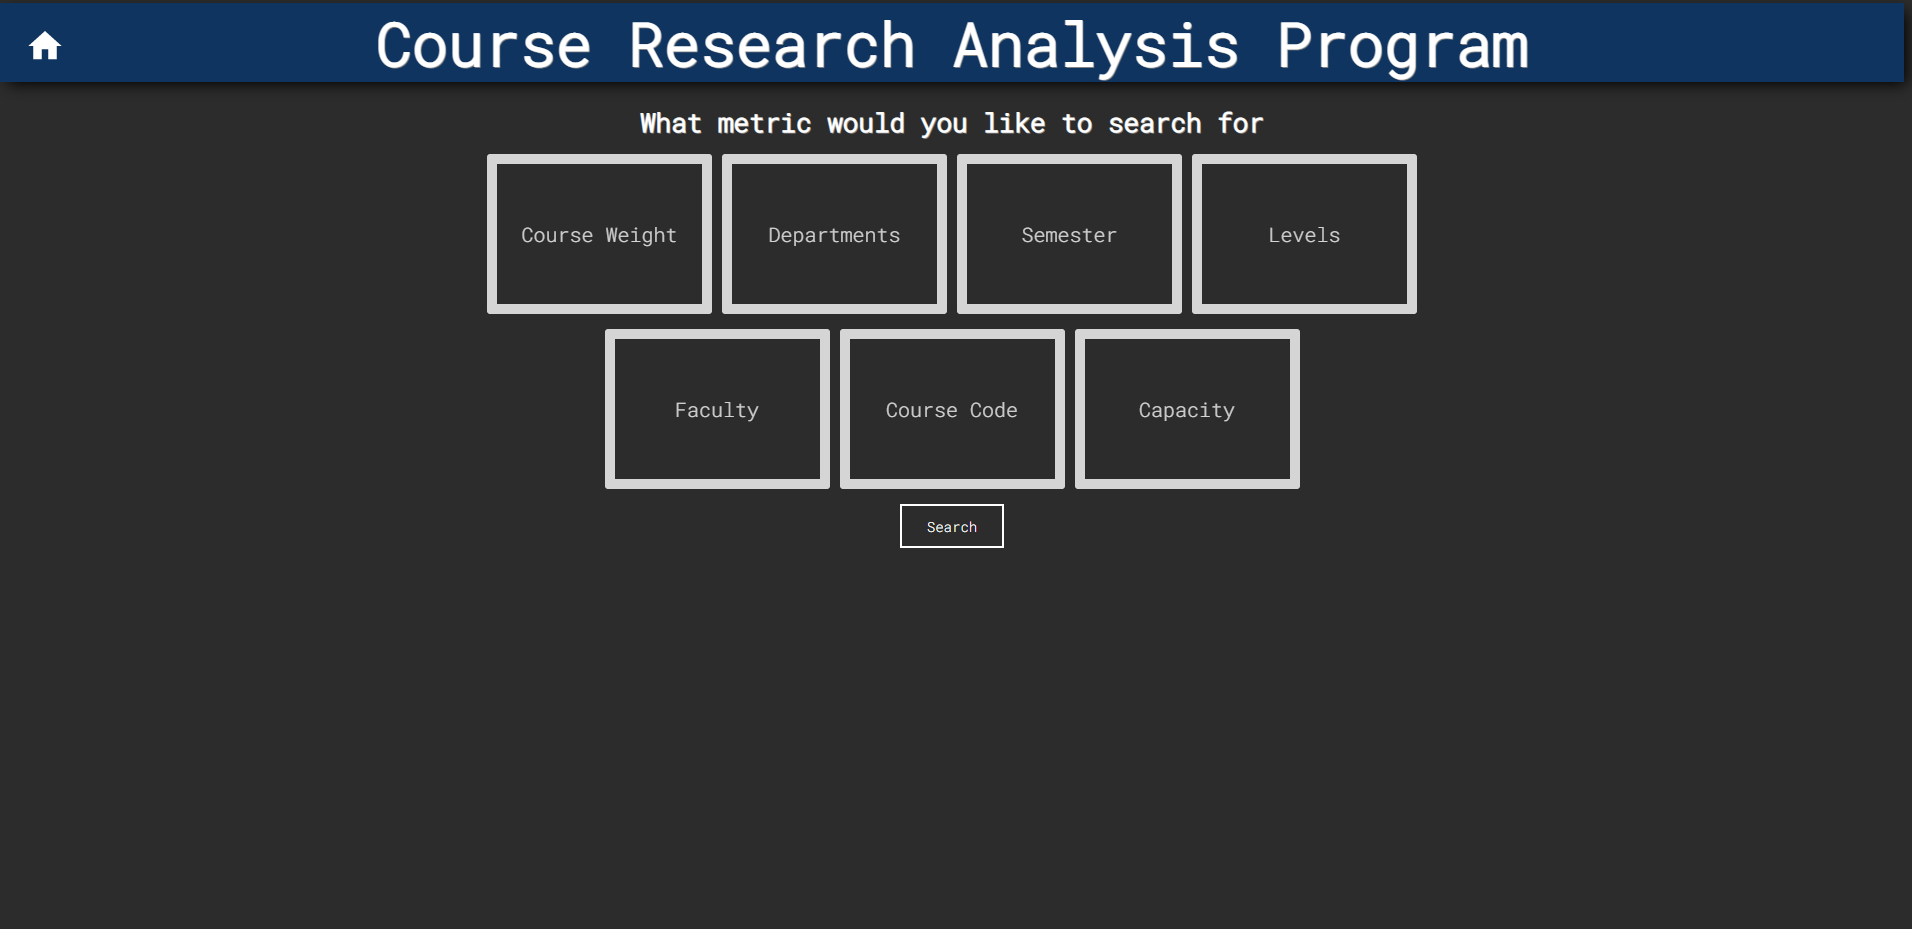 Course Research Analysis Program
What metric would you like to search for
Course Weight
Departments
Semester
Levels
Faculty
Course Code
Capacity
Search